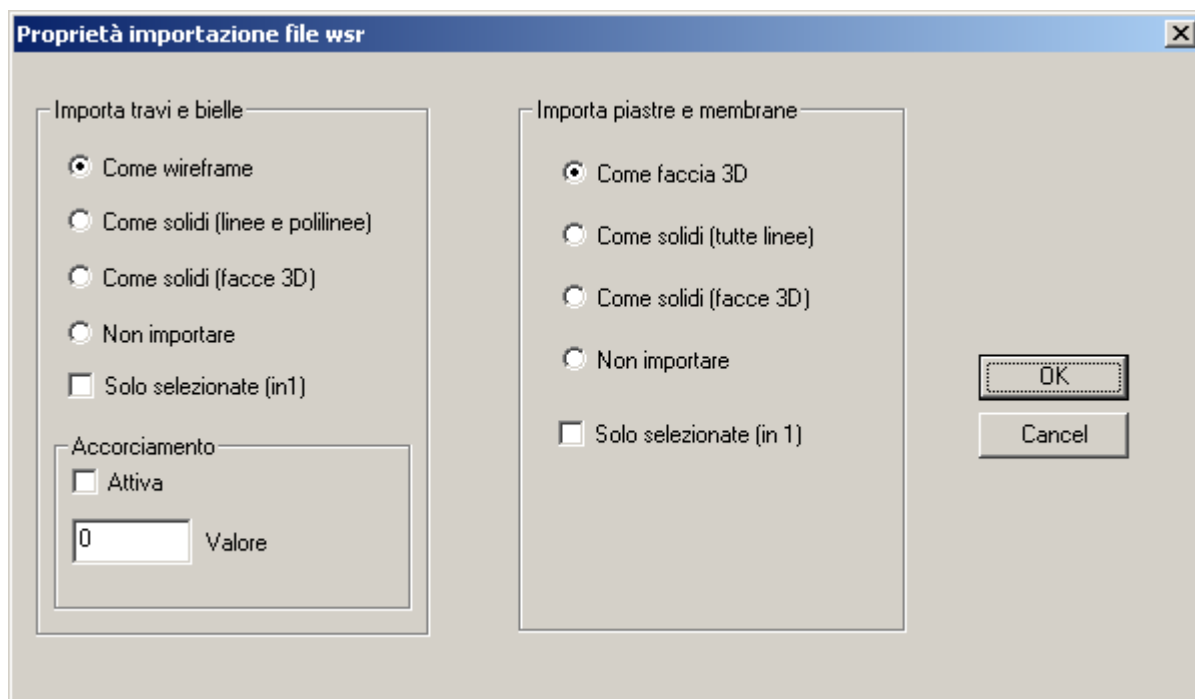 Proprietà importazione file wsr
Importa travi e bielle
Come wireframe
Come solidi (linee e polilinee)
Come solidi (facce 3D)
Non importare
Solo selezionate (in1)
Accorciamento
Attiva
0
Valore
Importa piastre e membrane
Come faccia 3D
Come solidi (tutte linee)
Come solidi (facce 3D)
Non importare
Solo selezionate (in 1)
OK
Cancel